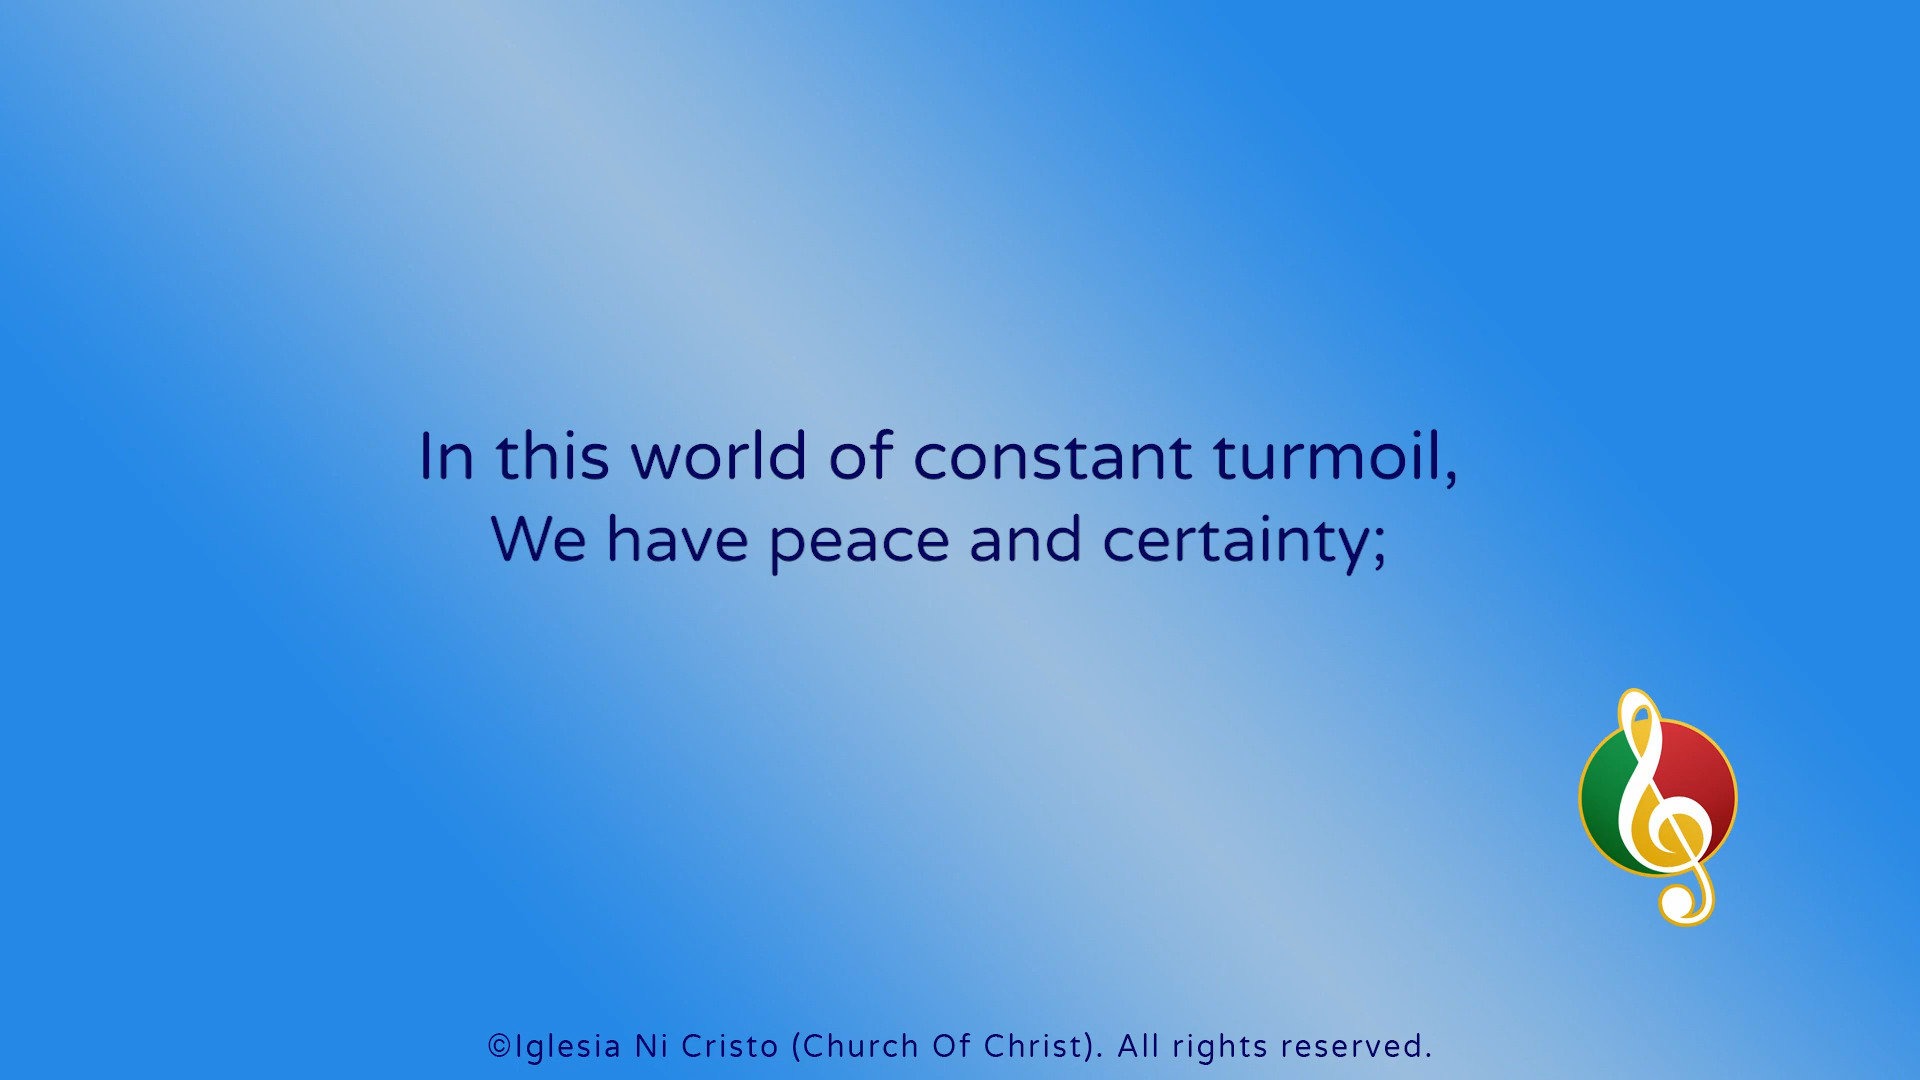 In this world of constant turmoil,
We have peace and certainty;
©Iglesia Ni Cristo (Church Of Christ). All rights reserved.